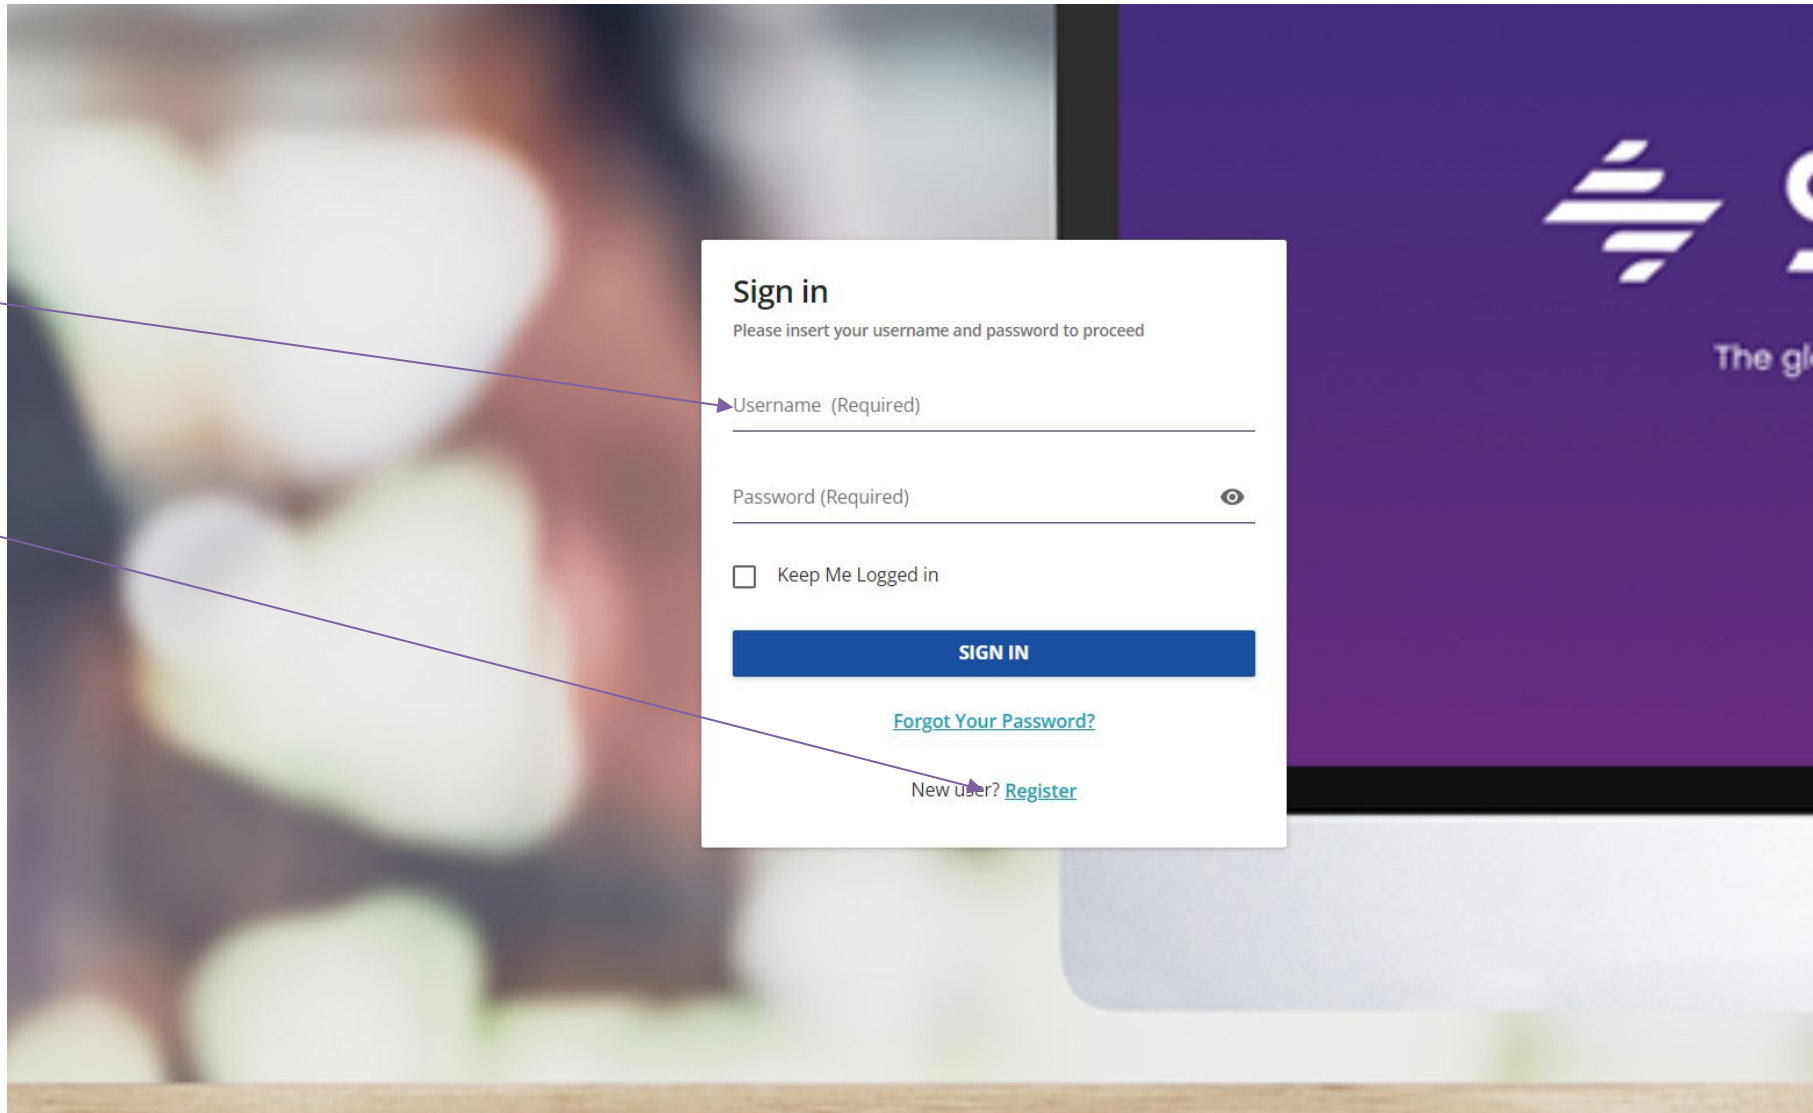 Sign in
Please insert your username and password to proceed
The
Username (Required)
Password (Required)
Keep Me Logged in
SIGN IN
Forgot Your Password?
New user? Register